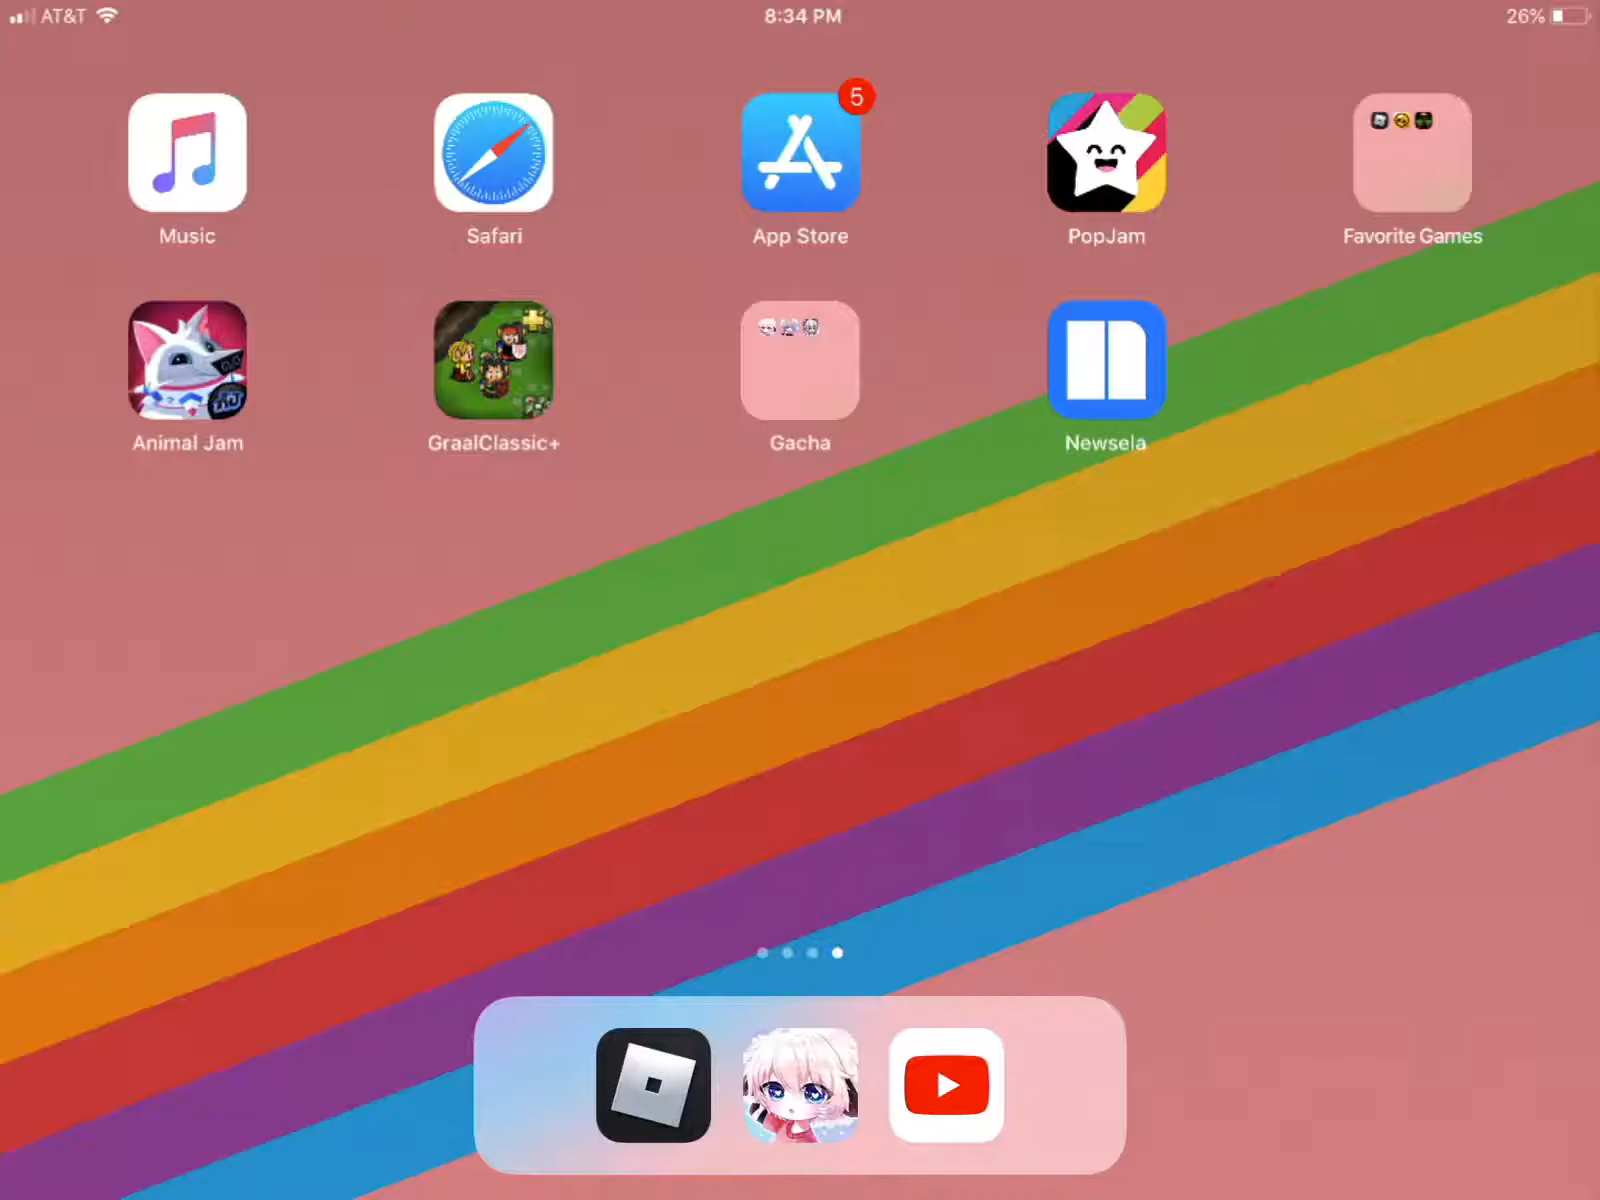 AT&T
8:34 PM
26%
5
Music
Safari
App Store
PopJam
Favorite Games
Animal Jam
GraalClassic+
Gacha
Newsela